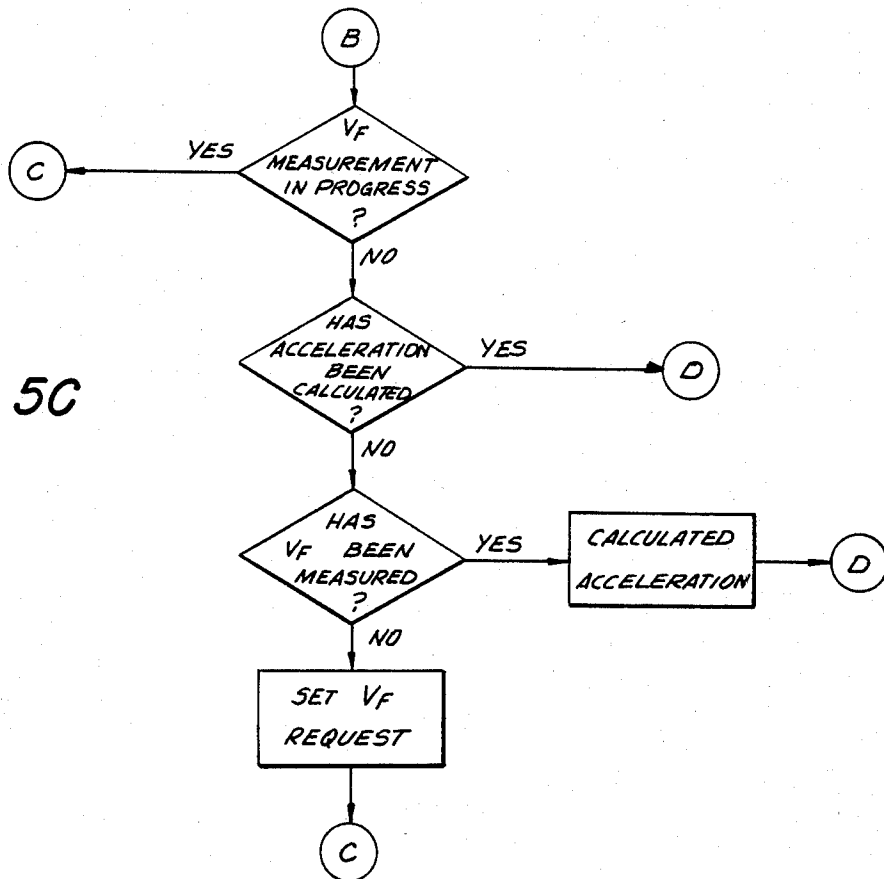 B
VF
MEASUREMENT
IN PROGRESS
?
YES
C
NO
HAS
ACCELERATION
BEEN
CALCULATED
?
YES
D
NO
5C
HAS
VF BEEN
MEASURED
?
YES
CALCULATED
ACCELERATION
D
NO
SET VF
REQUEST
C